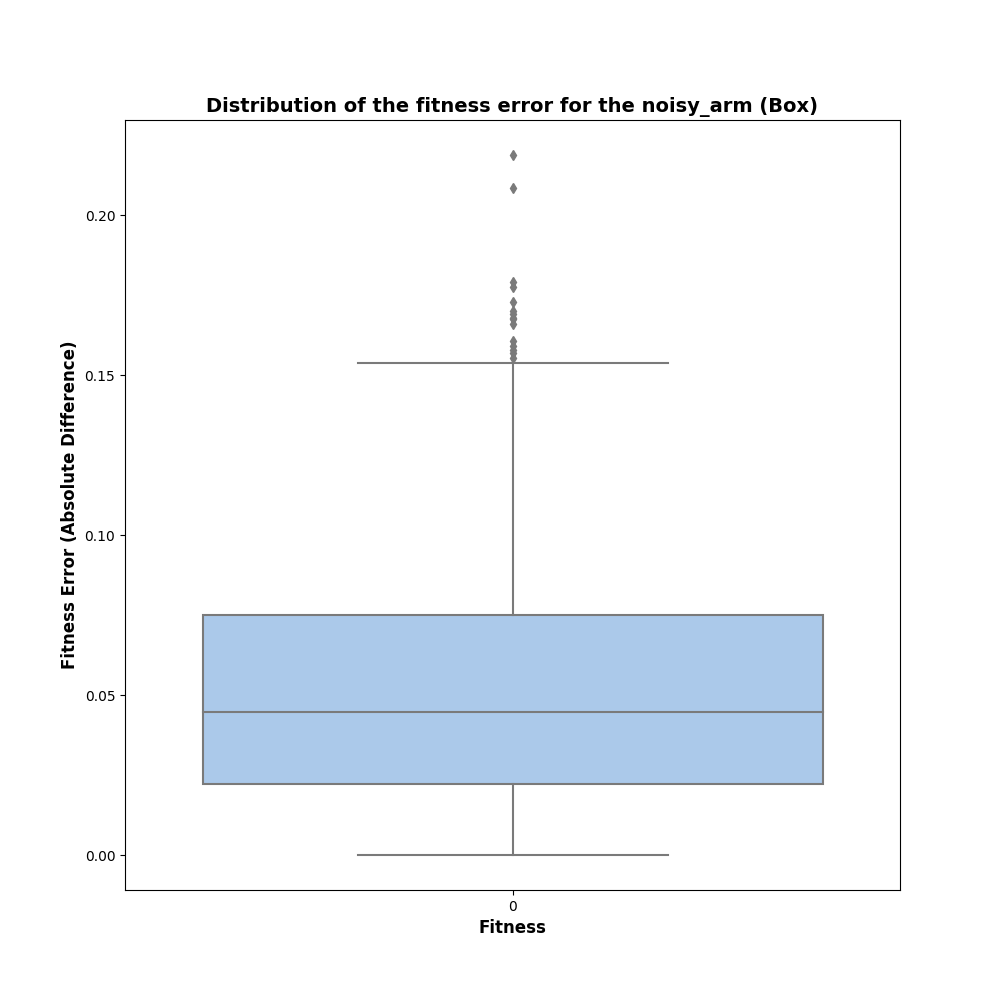 Distribution of the fitness error for the noisy_arm (Box)
Fitness Error (Absolute Difference)
0.20
0.15
0.10
0.05
0.00
0
Fitness